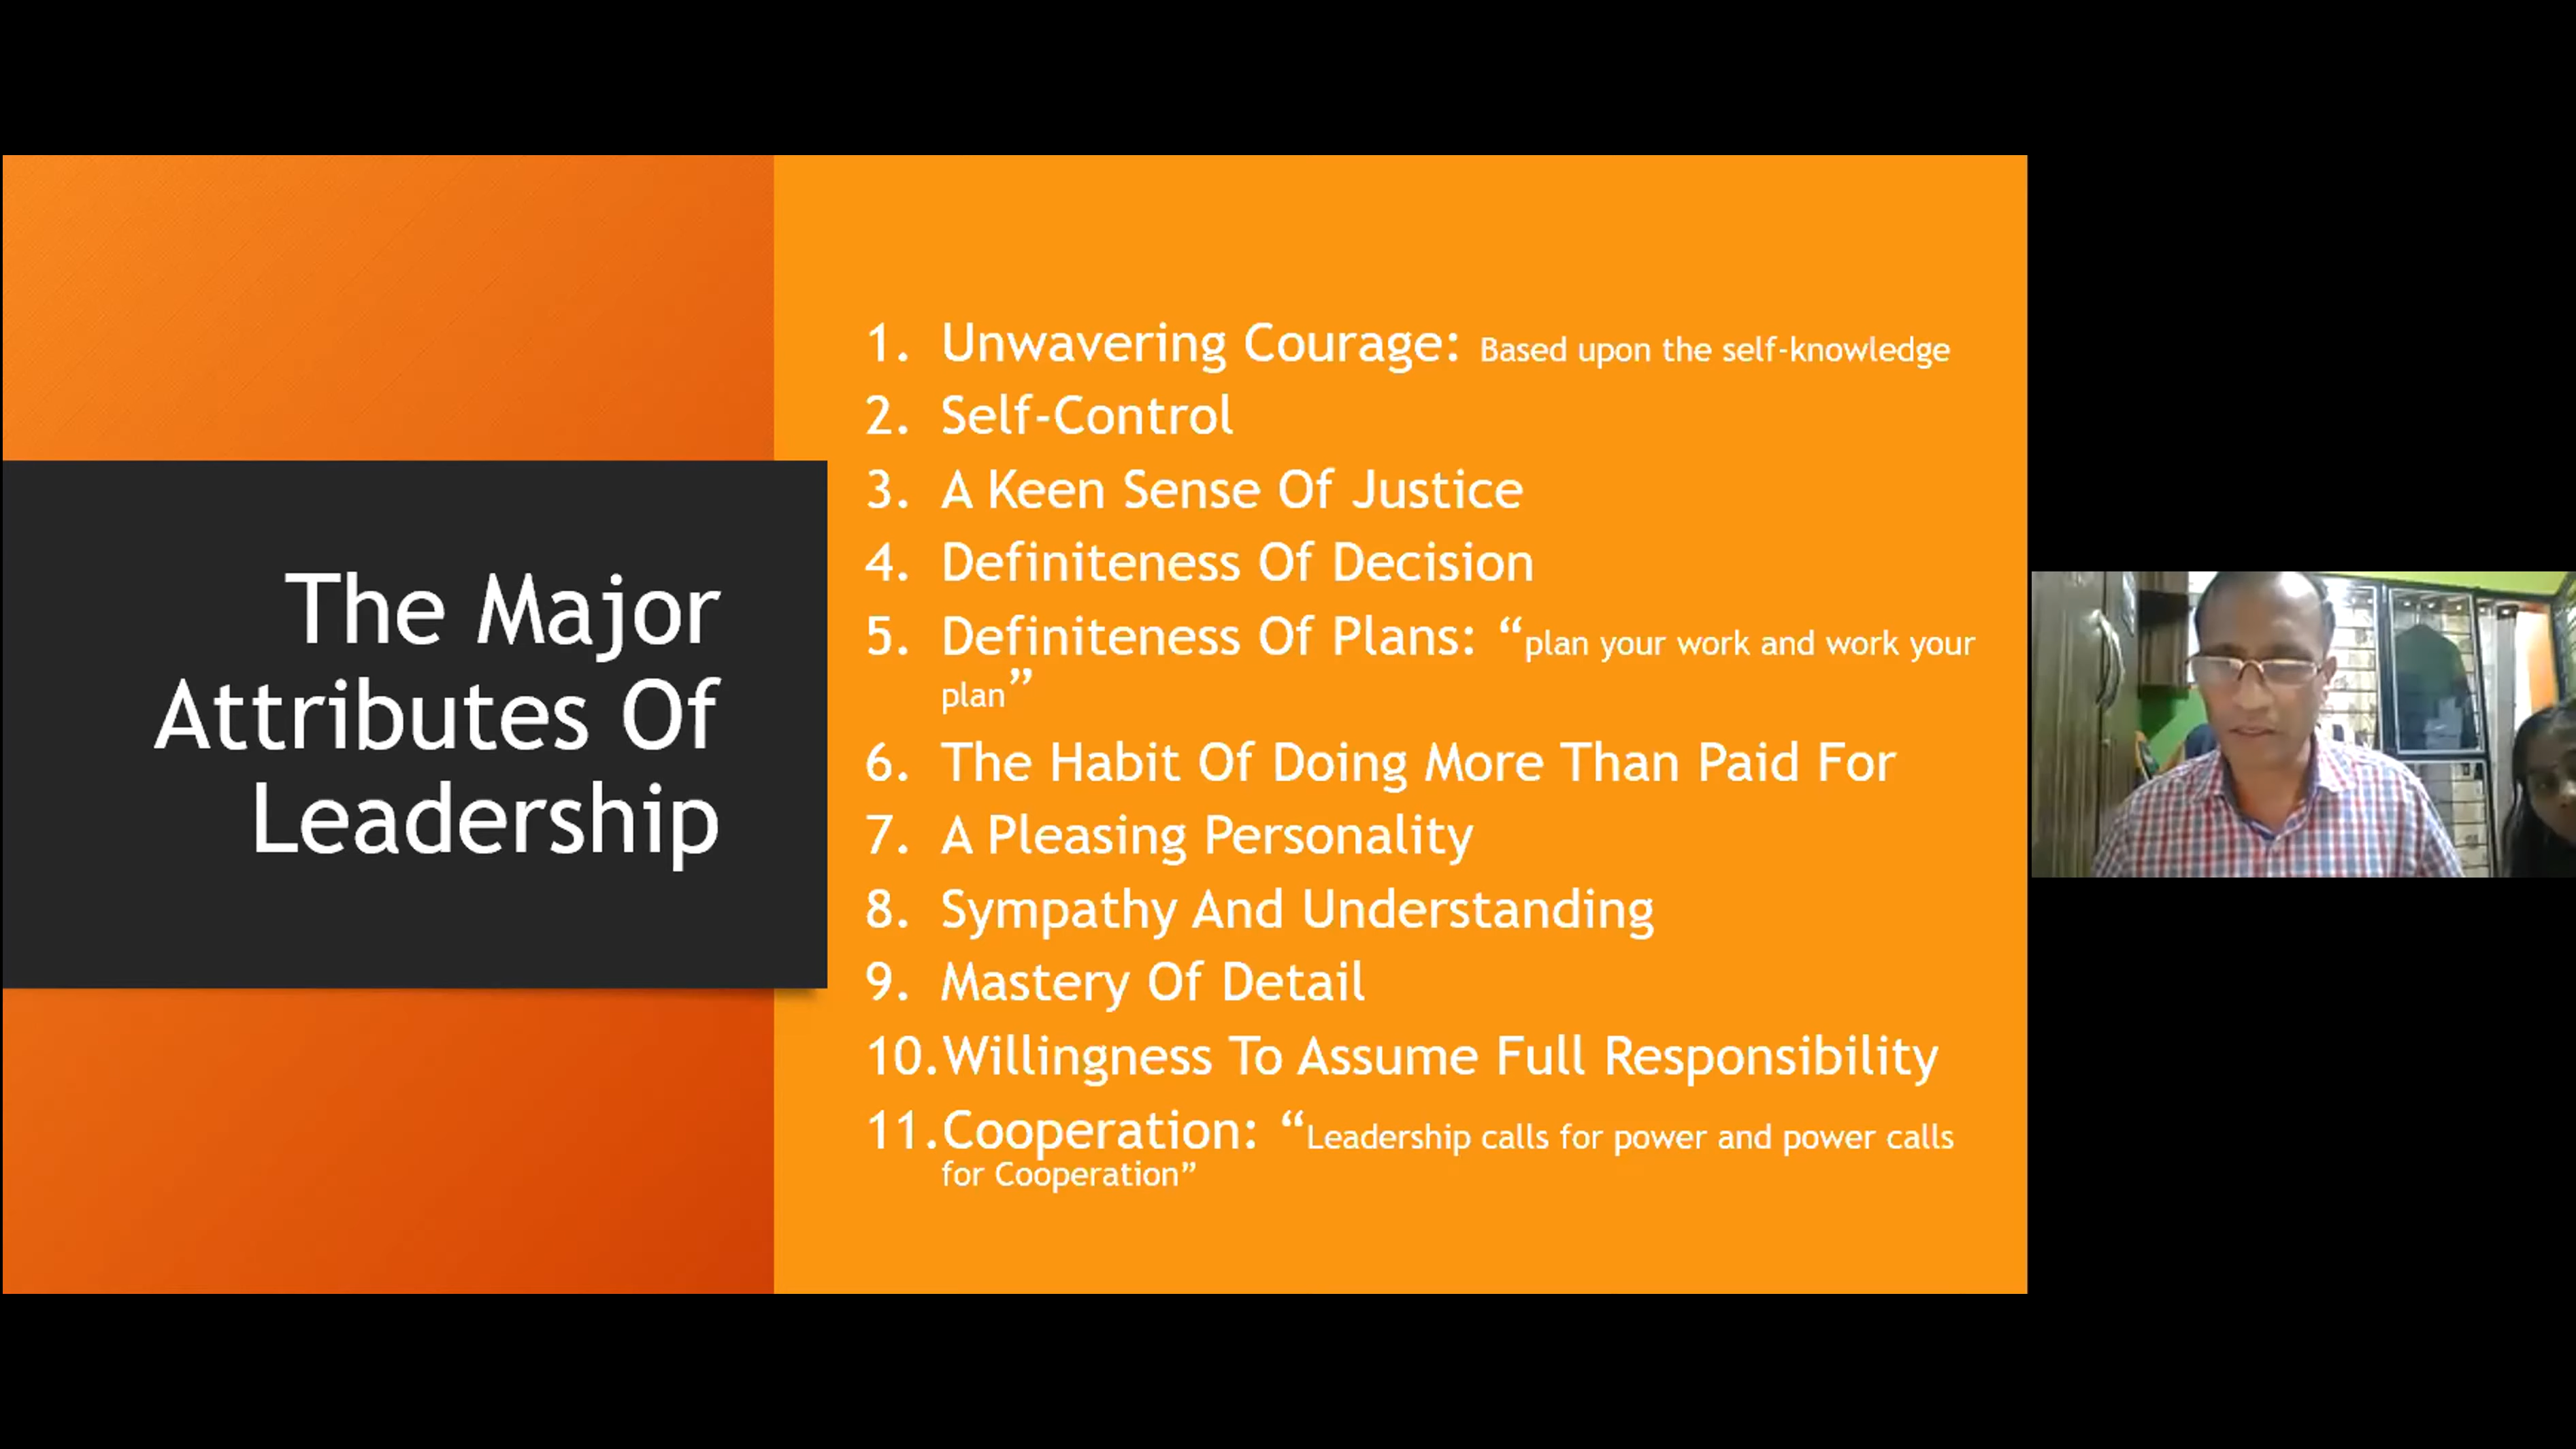 The Major
Attributes Of
Leadership
1. Unwavering Courage: Based upon the self-knowledge
2. Self-Control
3. A Keen Sense Of Justice
4. Definiteness Of Decision
5. Definiteness Of Plans: “plan your work and work your
plan”
6. The Habit Of Doing More Than Paid For
7. A Pleasing Personality
8. Sympathy And Understanding
9. Mastery Of Detail
10.Willingness To Assume Full Responsibility
11.Cooperation: “Leadership calls for power and power calls
for Cooperation”